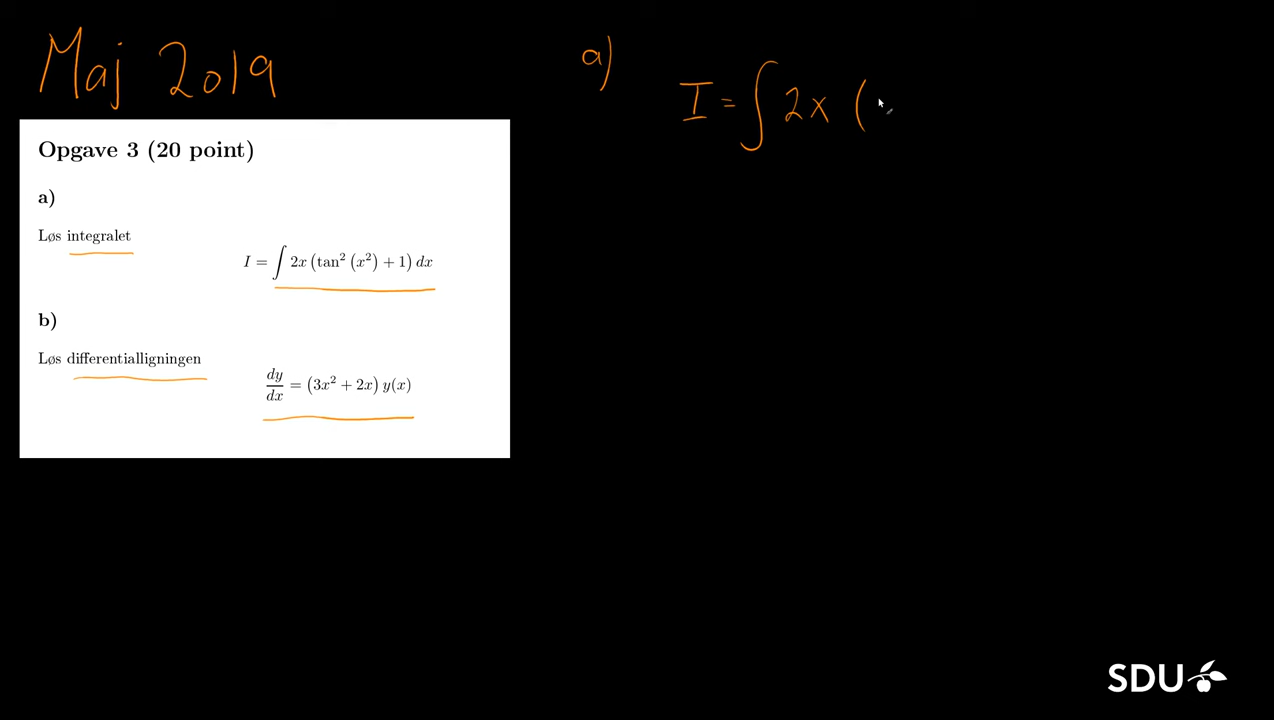 Maj 2019
Opgave 3 (20 point)
a)
Løs integralet
I = ∫ 2x (tan² (x²) + 1) dx
b)
Løs differentialligningen
dy/dx = (3x² + 2x) y(x)
a)
I = ∫ 2x (
SDU